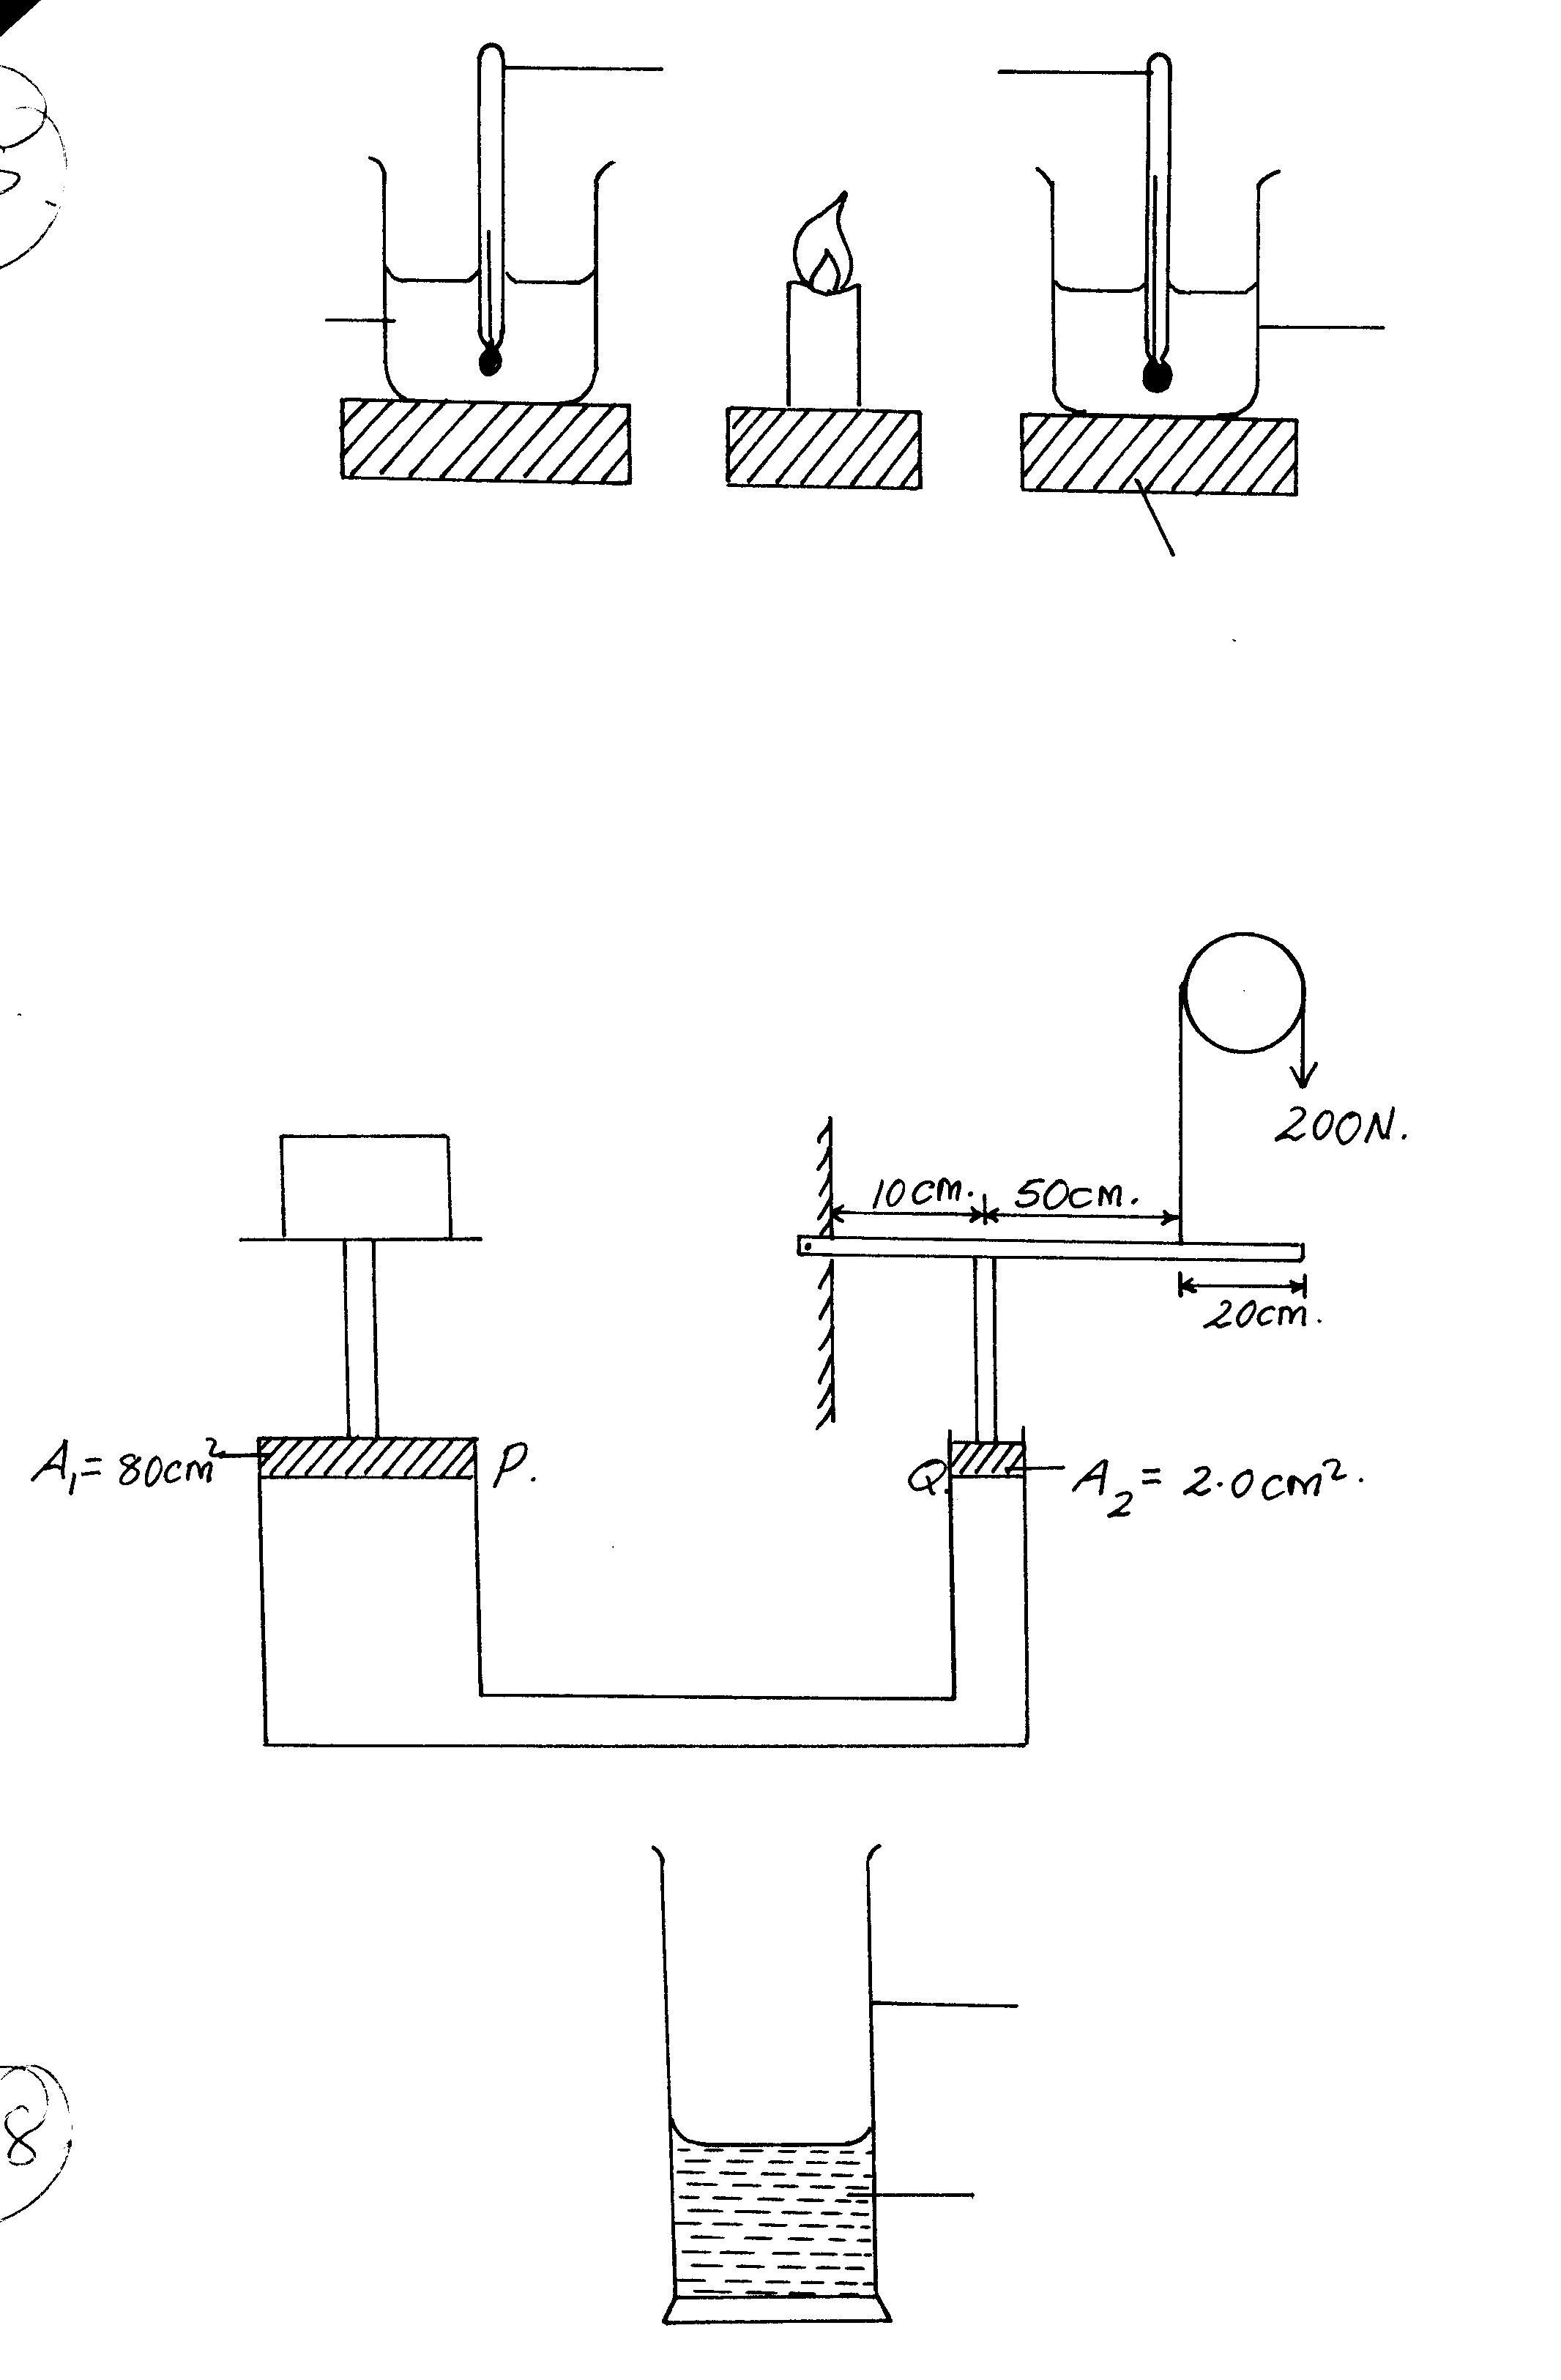 200N.
10cm. 50cm.
20cm.
A₁= 80cm² P. Q. A₂= 2.0cm².
8